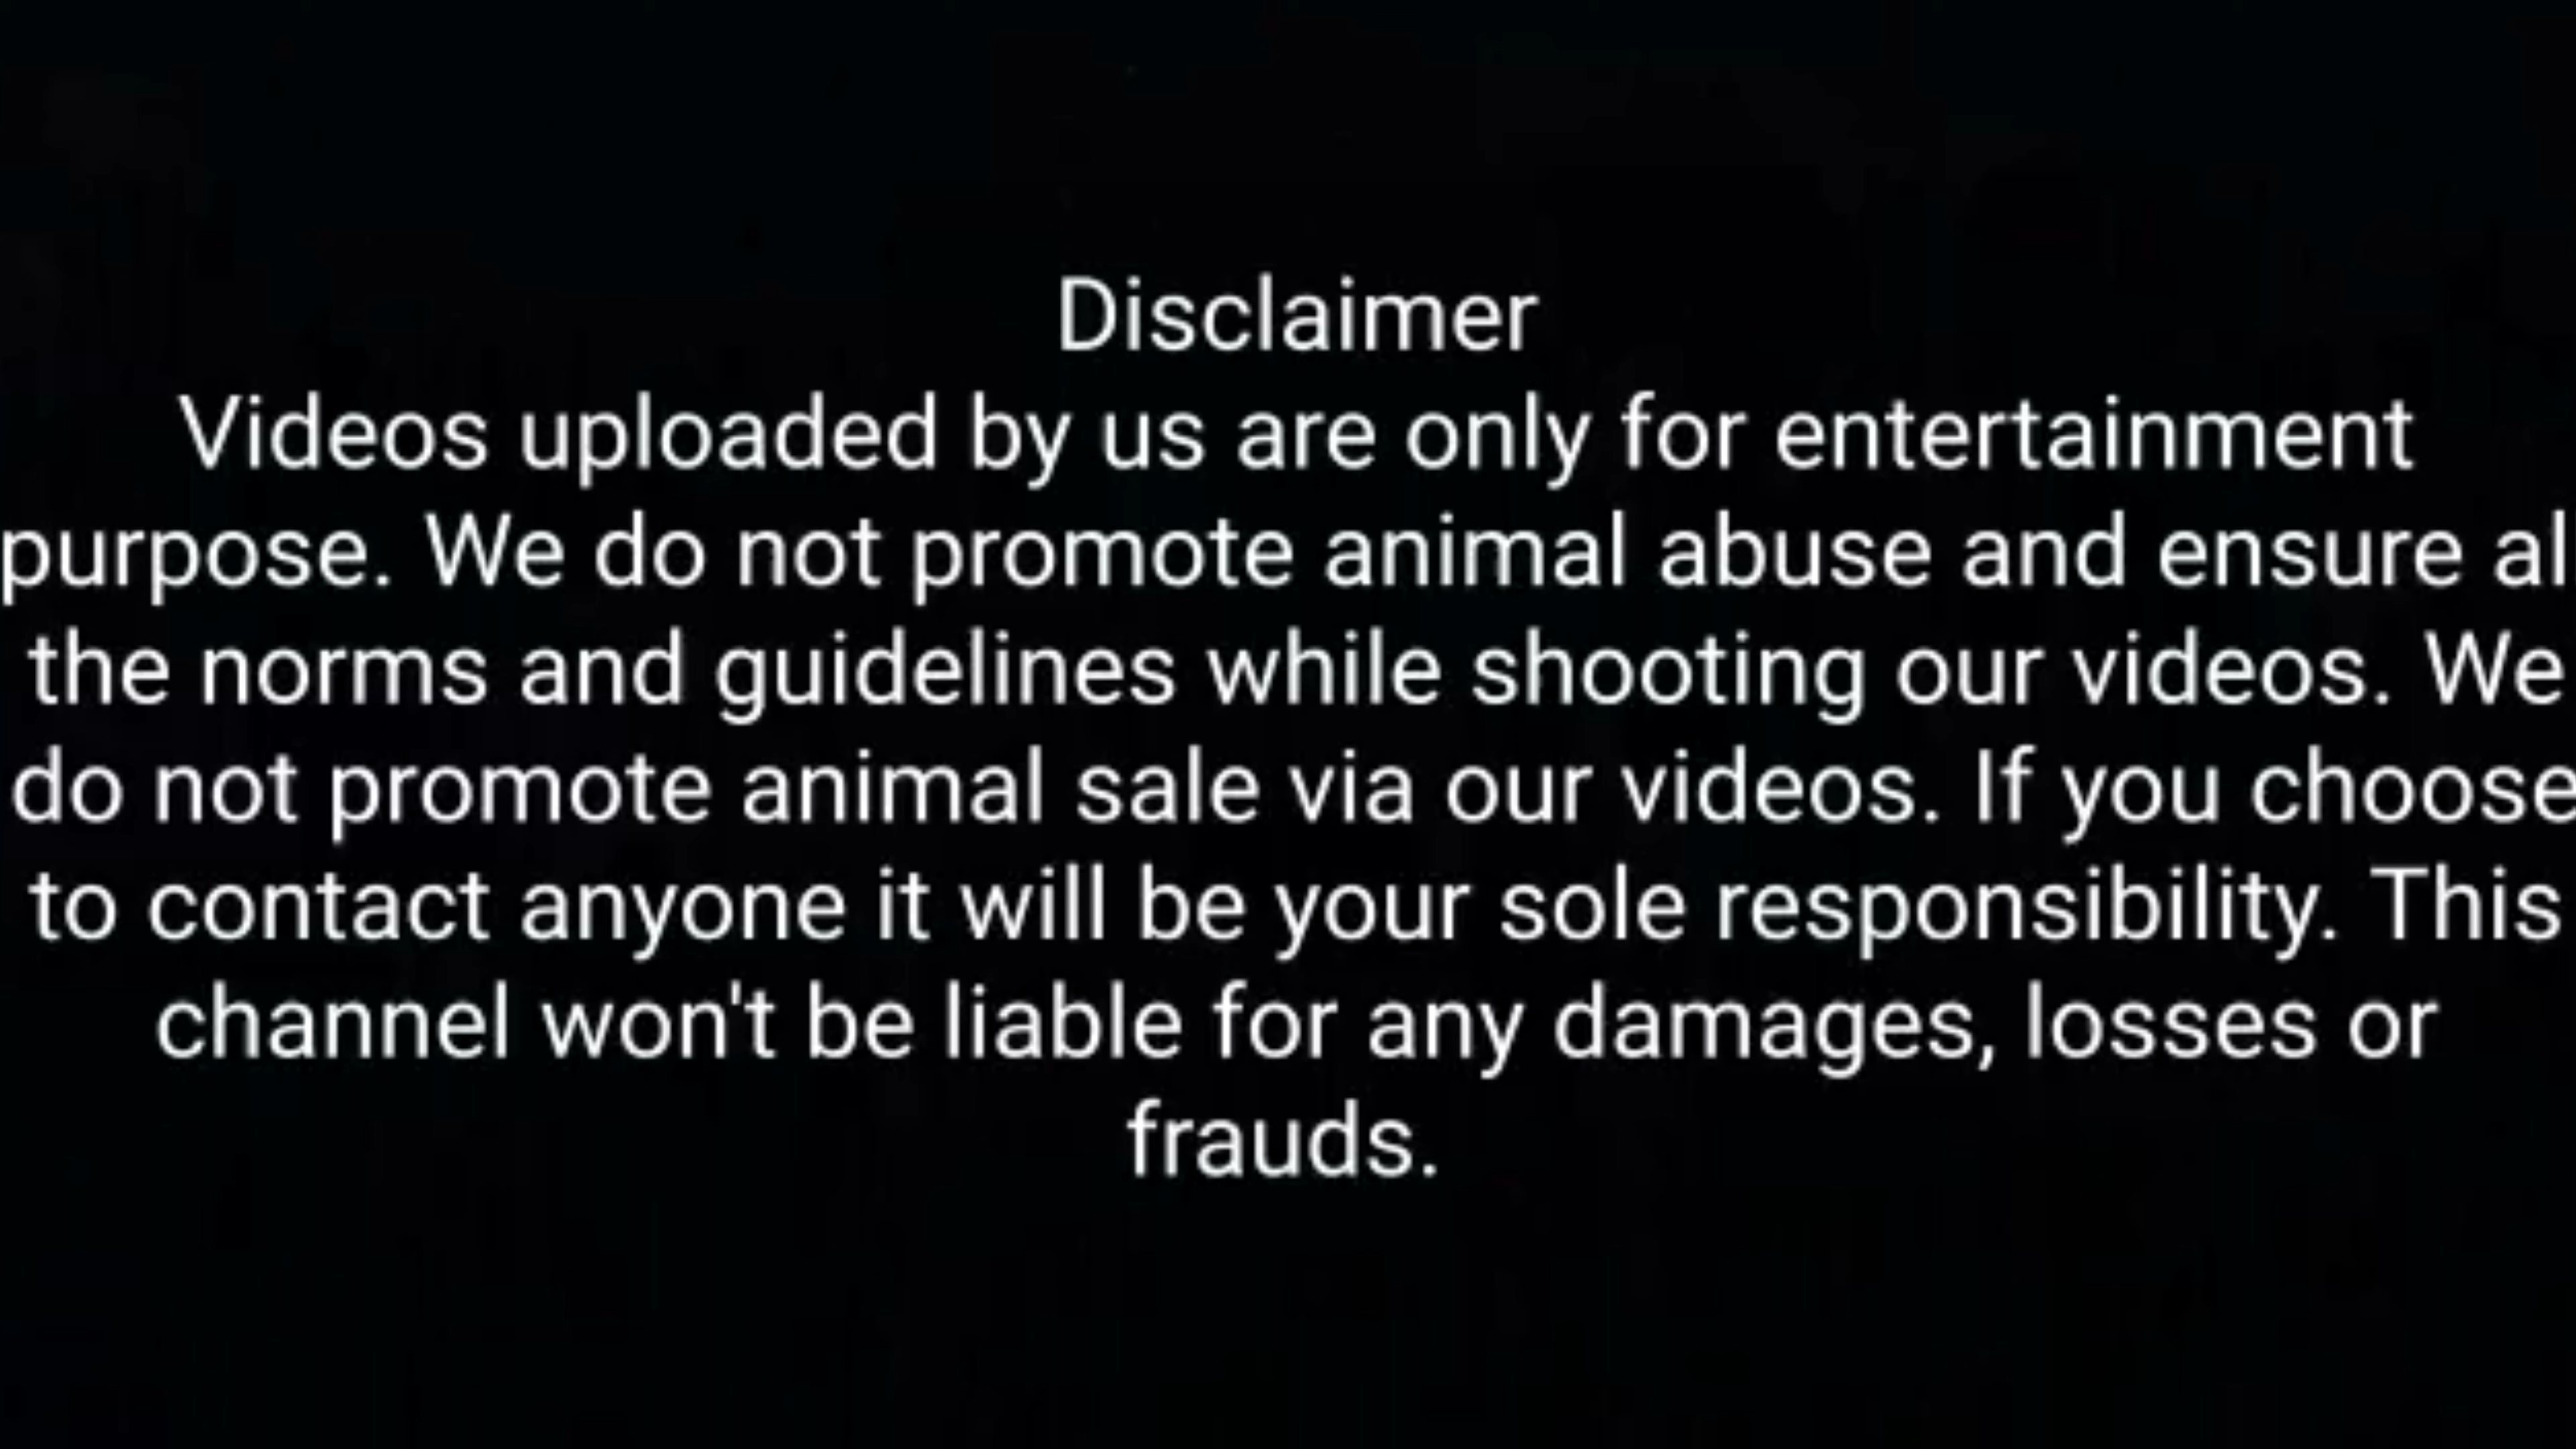 Disclaimer
Videos uploaded by us are only for entertainment
purpose. We do not promote animal abuse and ensure al
the norms and guidelines while shooting our videos. We
do not promote animal sale via our videos. If you choose
to contact anyone it will be your sole responsibility. This
channel won't be liable for any damages, losses or
frauds.